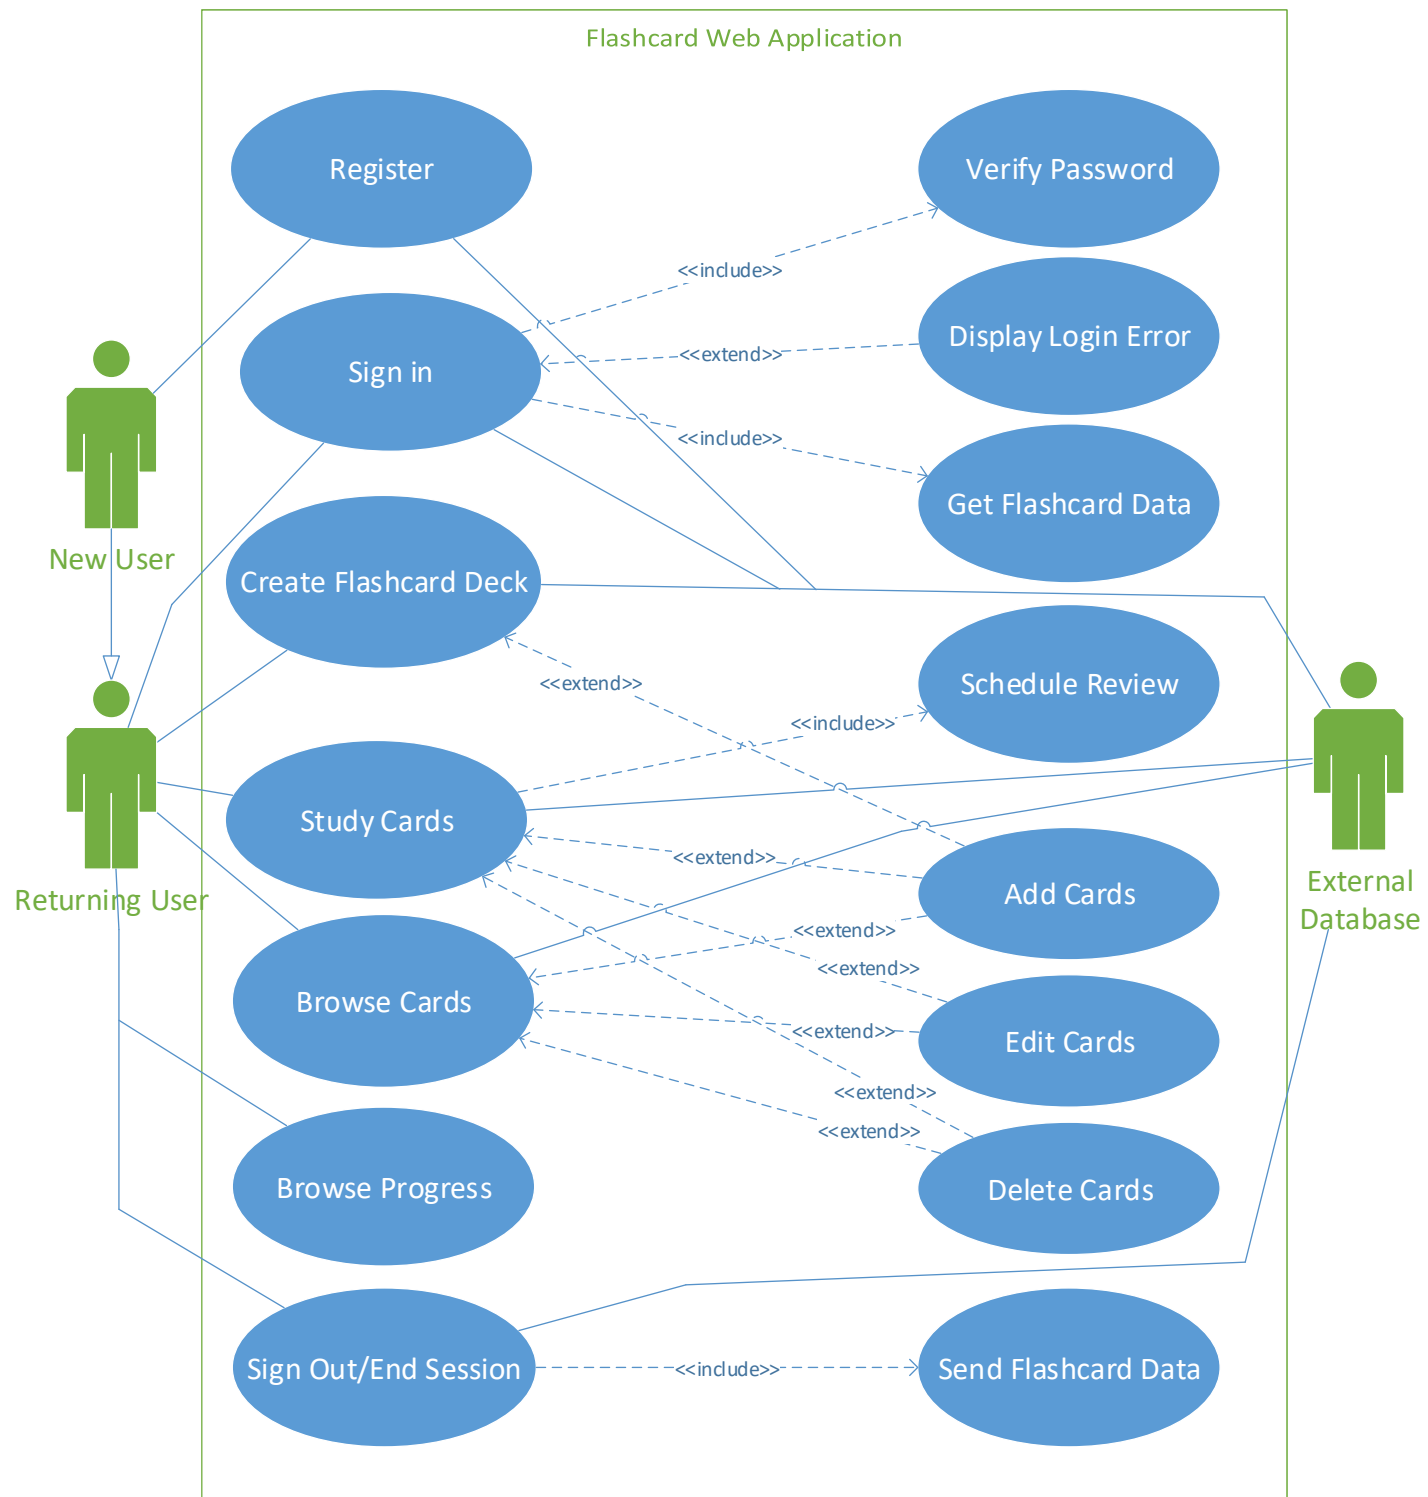 Flashcard Web Application
Register
Verify Password
<<include>>
Sign in
Display Login Error
<<extend>>
<<include>>
Get Flashcard Data
New User
Create Flashcard Deck
<<extend>>
Schedule Review
<<include>>
Study Cards
<<extend>>
Add Cards
Returning User
External
Database
<<extend>>
<<extend>>
Browse Cards
<<extend>>
Edit Cards
<<extend>>
<<extend>>
Browse Progress
Delete Cards
Sign Out/End Session
<<include>>
Send Flashcard Data